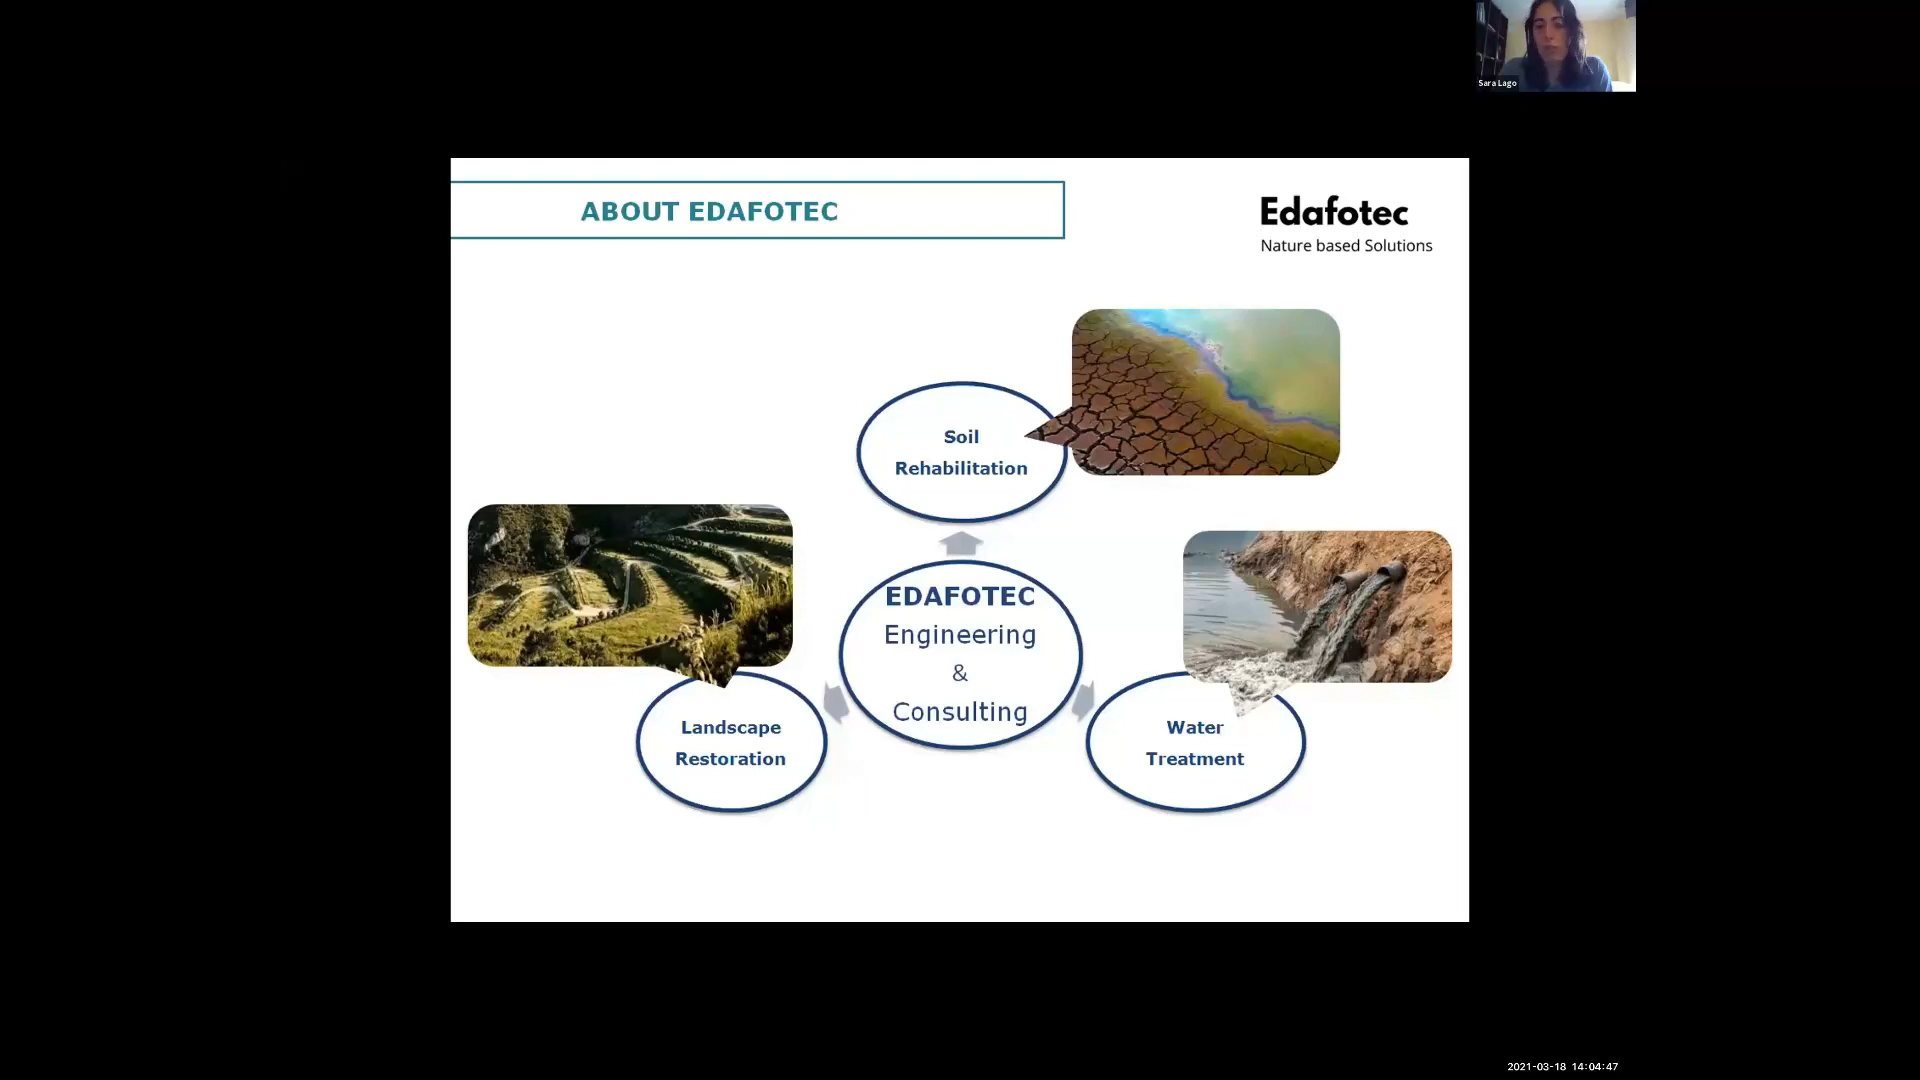 Sara Lago
ABOUT EDAFOTEC
Edafotec
Nature based Solutions
Soil
Rehabilitation
EDAFOTEC
Engineering
&
Consulting
Landscape
Restoration
Water
Treatment
2021-03-18 14:04:47